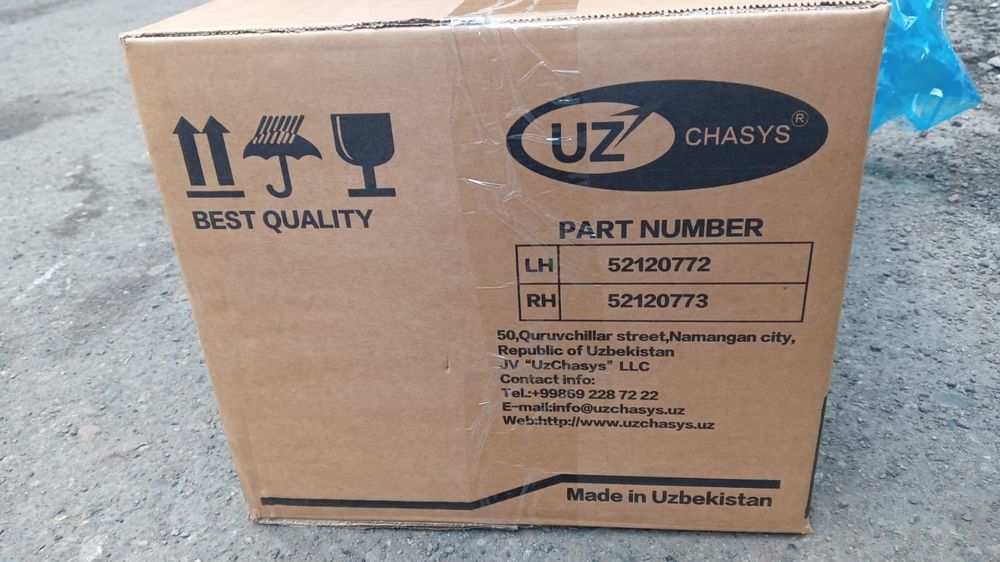 BEST QUALITY
UZ CHASYS ®
PART NUMBER
LH 52120772
RH 52120773
50,Quruvchillar street,Namangan city,
Republic of Uzbekistan
JV "UzChasys" LLC
Contact info:
Tel.:+99869 228 72 22
E-mail:info@uzchasys.uz
Web:http://www.uzchasys.uz
Made in Uzbekistan